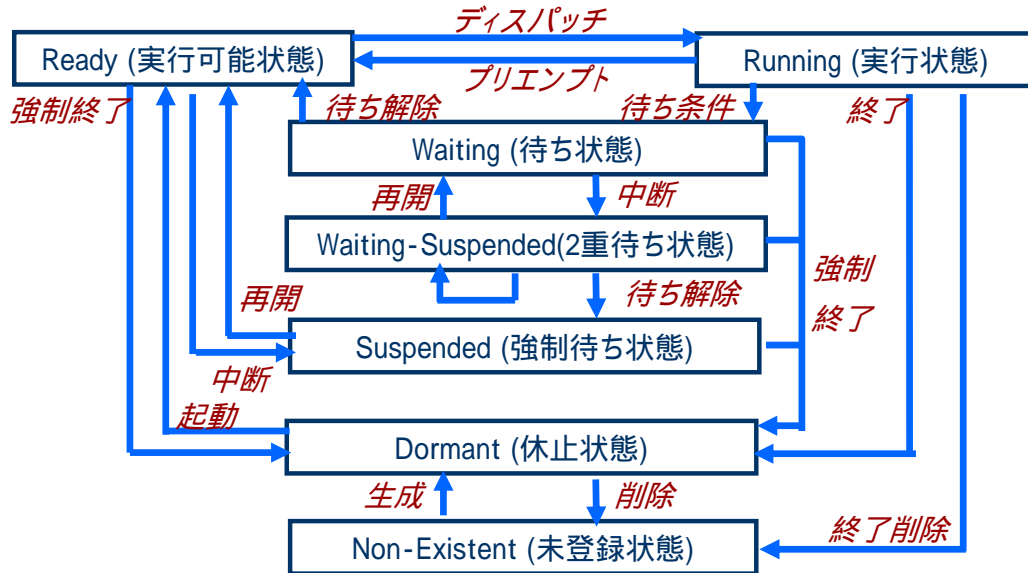 ディスパッチ
Ready (実行可能状態)
Running (実行状態)
プリエンプト
強制終了
待ち解除
待ち条件
終了
Waiting (待ち状態)
再開
中断
Waiting-Suspended(2重待ち状態)
強制
終了
再開
待ち解除
Suspended (強制待ち状態)
中断
起動
Dormant (休止状態)
生成
削除
終了削除
Non-Existent (未登録状態)